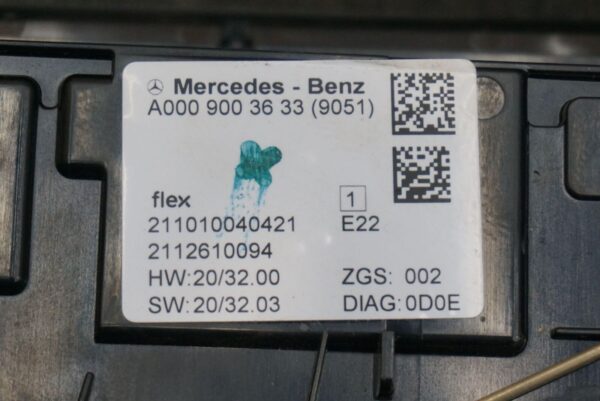 Mercedes - Benz
A000 900 36 33 (9051)
flex
1
211010040421 E22
2112610094
HW:20/32.00 ZGS: 002
SW:20/32.03 DIAG:0D0E